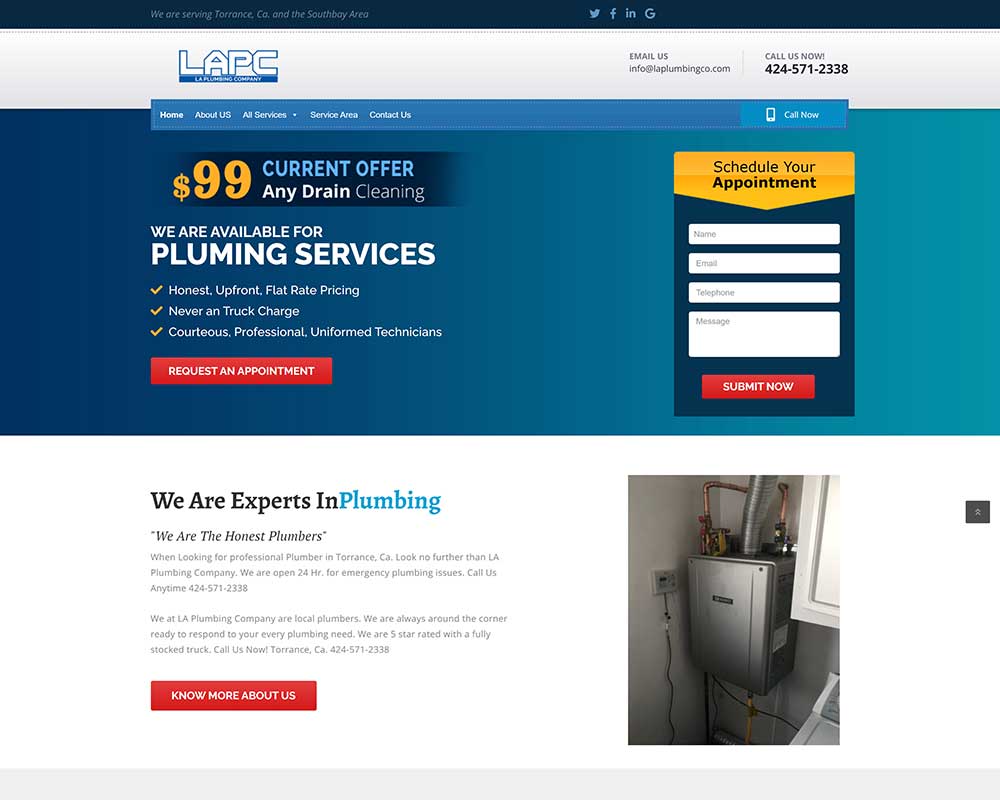 We are serving Torrance, Ca. and the Southbay Area
LAPC
LA PLUMBING COMPANY
EMAIL US
info@laplumbingco.com
CALL US NOW!
424-571-2338
Home About US All Services Service Area Contact Us
Call Now
$99 CURRENT OFFER
Any Drain Cleaning
WE ARE AVAILABLE FOR
PLUMING SERVICES
Honest, Upfront, Flat Rate Pricing
Never an Truck Charge
Courteous, Professional, Uniformed Technicians
REQUEST AN APPOINTMENT
Schedule Your
Appointment
Name
Email
Telephone
Message
SUBMIT NOW
We Are Experts InPlumbing
"We Are The Honest Plumbers"
When Looking for professional Plumber in Torrance, Ca. Look no further than LA
Plumbing Company. We are open 24 Hr. for emergency plumbing issues. Call Us
Anytime 424-571-2338
We at LA Plumbing Company are local plumbers. We are always around the corner
ready to respond to your every plumbing need. We are 5 star rated with a fully
stocked truck. Call Us Now! Torrance, Ca. 424-571-2338
KNOW MORE ABOUT US